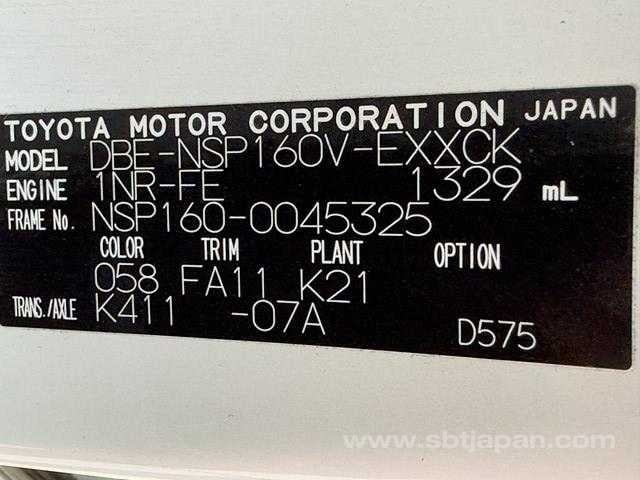 TOYOTA MOTOR CORPORATION JAPAN
MODEL DBE-NSP160V-EXXCK
ENGINE 1NR-FE 1329 mL
FRAME No. NSP160-0045325
COLOR TRIM PLANT OPTION
058 FA11 K21
TRANS./AXLE K411 -07A
D575
www.sbtjapan.com